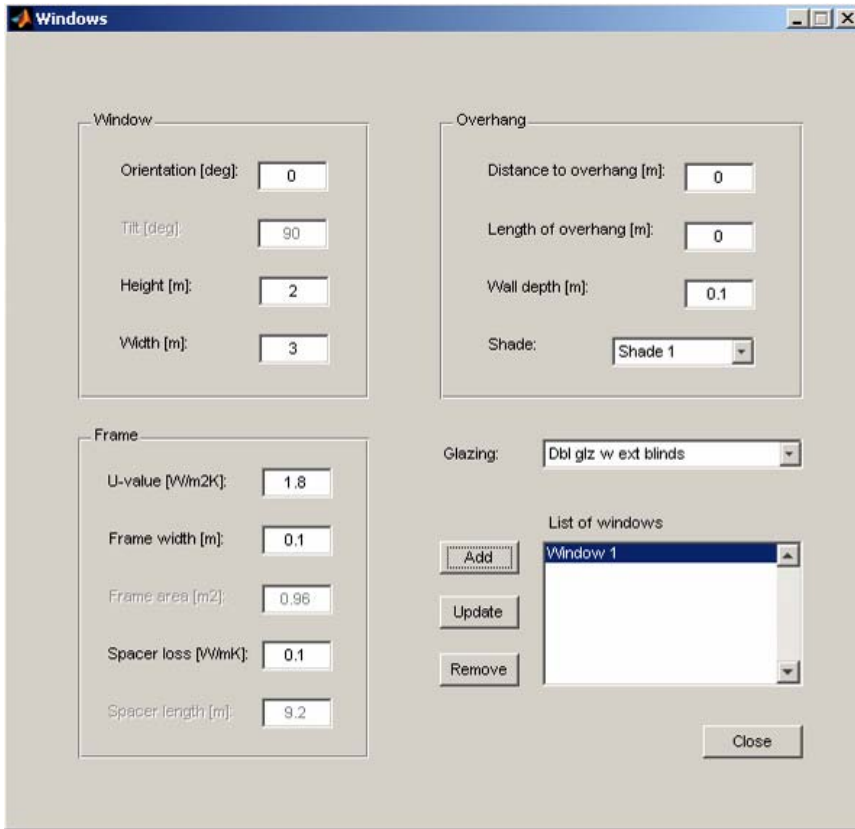 Windows
Window
Orientation [deg]: 0
Tilt [deg]: 90
Height [m]: 2
Width [m]: 3
Overhang
Distance to overhang [m]: 0
Length of overhang [m]: 0
Wall depth [m]: 0.1
Shade: Shade 1
Frame
U-value [W/m2K]: 1.8
Frame width [m]: 0.1
Frame area [m2]: 0.96
Spacer loss [W/mK]: 0.1
Spacer length [m]: 9.2
Glazing: Dbl glz w ext blinds
List of windows
Window 1
Add
Update
Remove
Close